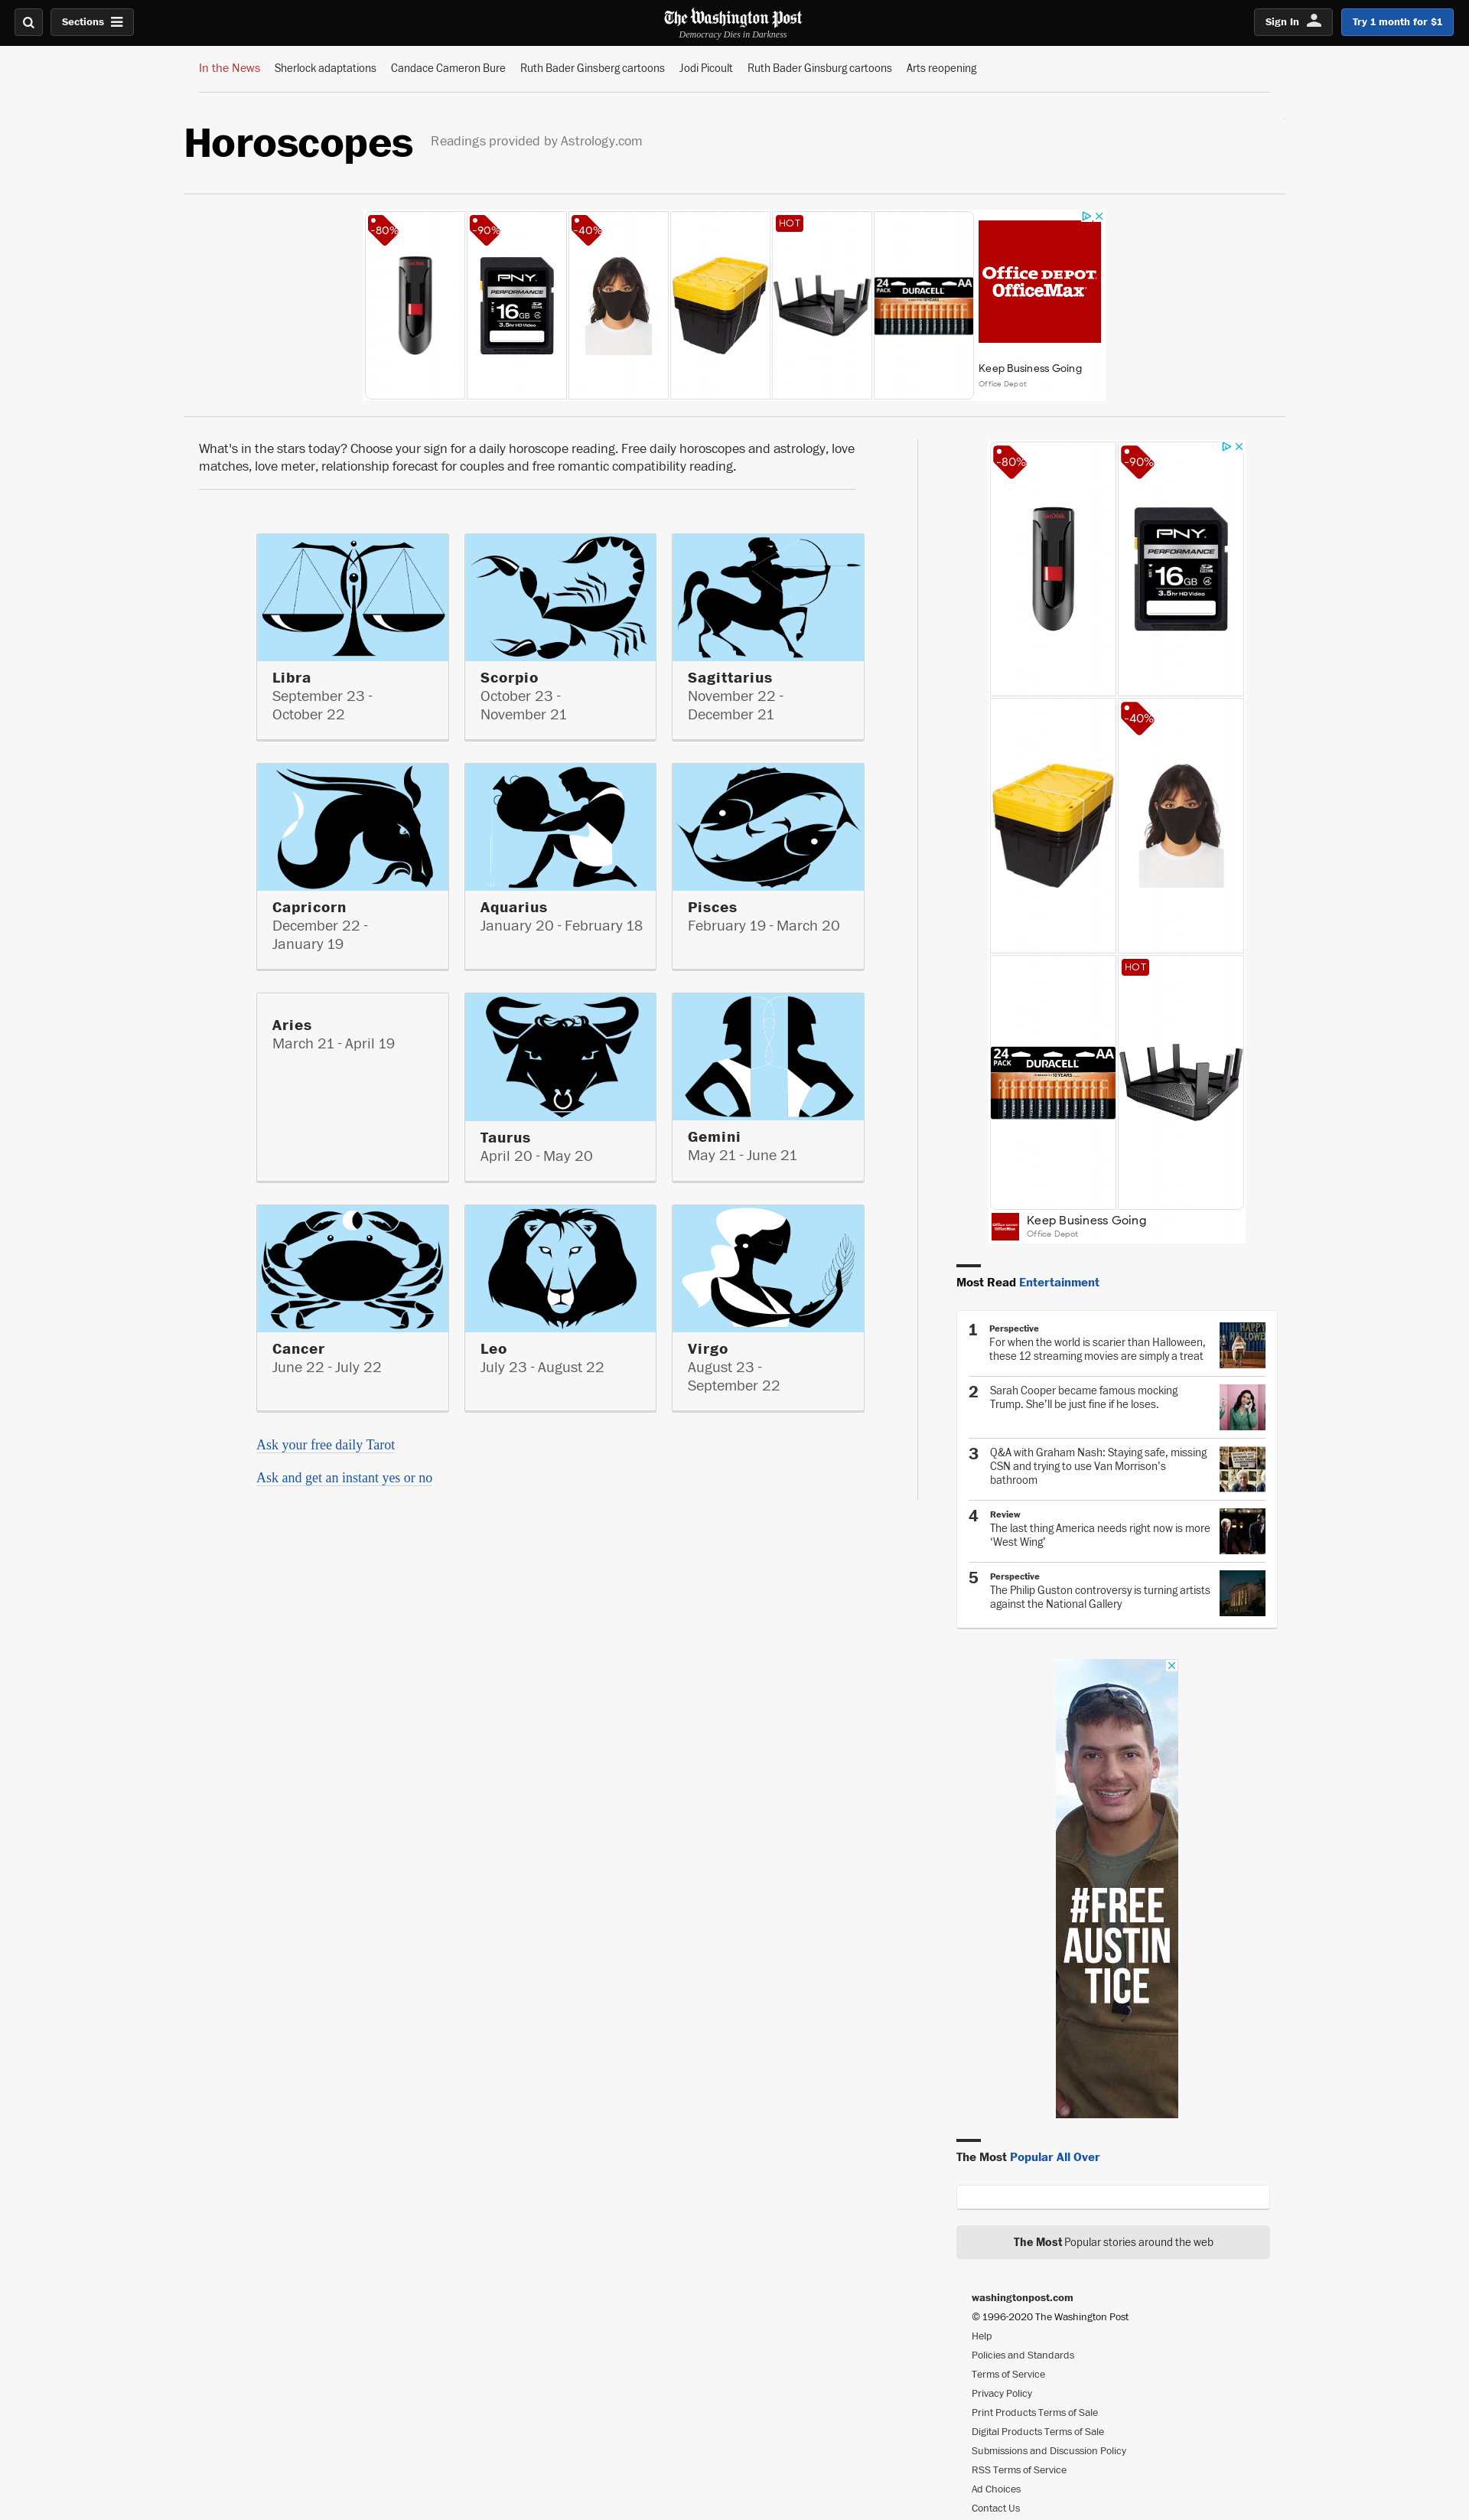 Sections
The Washington Post
Democracy Dies in Darkness
Sign In
Try 1 month for $1
In the News Sherlock adaptations Candace Cameron Bure Ruth Bader Ginsberg cartoons Jodi Picoult Ruth Bader Ginsburg cartoons Arts reopening
Horoscopes
Readings provided by Astrology.com
-80%
-90%
PNY
PERFORMANCE
16GB
3.5hr HD Video
-40%
HOT
24 PACK
DURACELL
AA
Office DEPOT
OfficeMax
Keep Business Going
Office Depot
What's in the stars today? Choose your sign for a daily horoscope reading. Free daily horoscopes and astrology, love
matches, love meter, relationship forecast for couples and free romantic compatibility reading.
Libra
September 23 -
October 22
Scorpio
October 23 -
November 21
Sagittarius
November 22 -
December 21
Capricorn
December 22 -
January 19
Aquarius
January 20 - February 18
Pisces
February 19 - March 20
Aries
March 21 - April 19
Taurus
April 20 - May 20
Gemini
May 21 - June 21
Cancer
June 22 - July 22
Leo
July 23 - August 22
Virgo
August 23 -
September 22
Ask your free daily Tarot
Ask and get an instant yes or no
-80%
SanDisk
-90%
PNY
PERFORMANCE
16GB
3.5hr HD Video
-40%
24 PACK
DURACELL
AA
HOT
Keep Business Going
Office Depot
Most Read Entertainment
1
Perspective
For when the world is scarier than Halloween,
these 12 streaming movies are simply a treat
2
Sarah Cooper became famous mocking
Trump. She’ll be just fine if he loses.
3
Q&A with Graham Nash: Staying safe, missing
CSN and trying to use Van Morrison’s
bathroom
4
Review
The last thing America needs right now is more
‘West Wing’
5
Perspective
The Philip Guston controversy is turning artists
against the National Gallery
#FREE
AUSTIN
TICE
The Most Popular All Over
The Most Popular stories around the web
washingtonpost.com
© 1996-2020 The Washington Post
Help
Policies and Standards
Terms of Service
Privacy Policy
Print Products Terms of Sale
Digital Products Terms of Sale
Submissions and Discussion Policy
RSS Terms of Service
Ad Choices
Contact Us